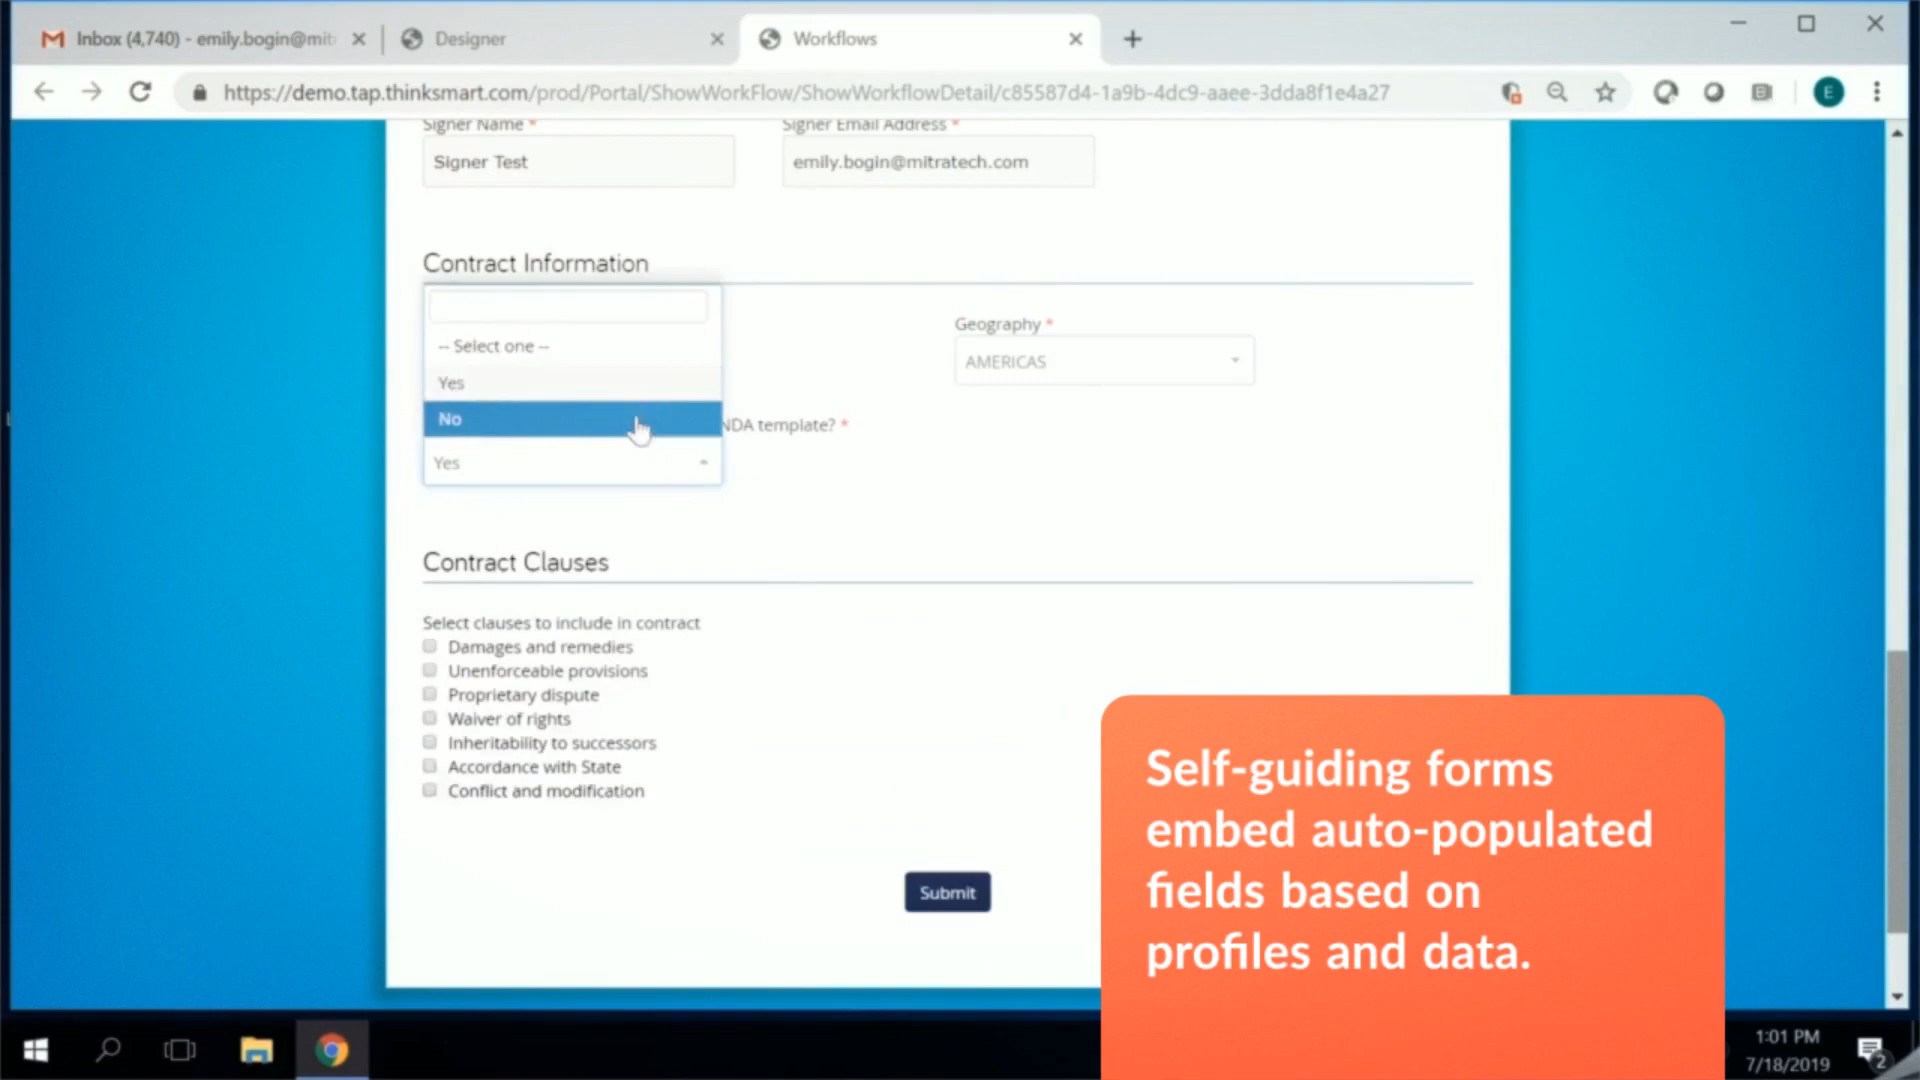 Inbox (4,740) - emily.bogin@mit
Designer
Workflows
https://demo.tap.thinksmart.com/prod/Portal/ShowWorkFlow/ShowWorkflowDetail/c85587d4-1a9b-4dc9-aaee-3dda8f1e4a27
E
Signer Name *
Signer Email Address *
Signer Test
emily.bogin@mitratech.com
Contract Information
-- Select one --
Yes
No
Geography *
AMERICAS
NDA template? *
Yes
Contract Clauses
Select clauses to include in contract
Damages and remedies
Unenforceable provisions
Proprietary dispute
Waiver of rights
Inheritability to successors
Accordance with State
Conflict and modification
Submit
Self-guiding forms
embed auto-populated
fields based on
profiles and data.
1:01 PM
7/18/2019
2